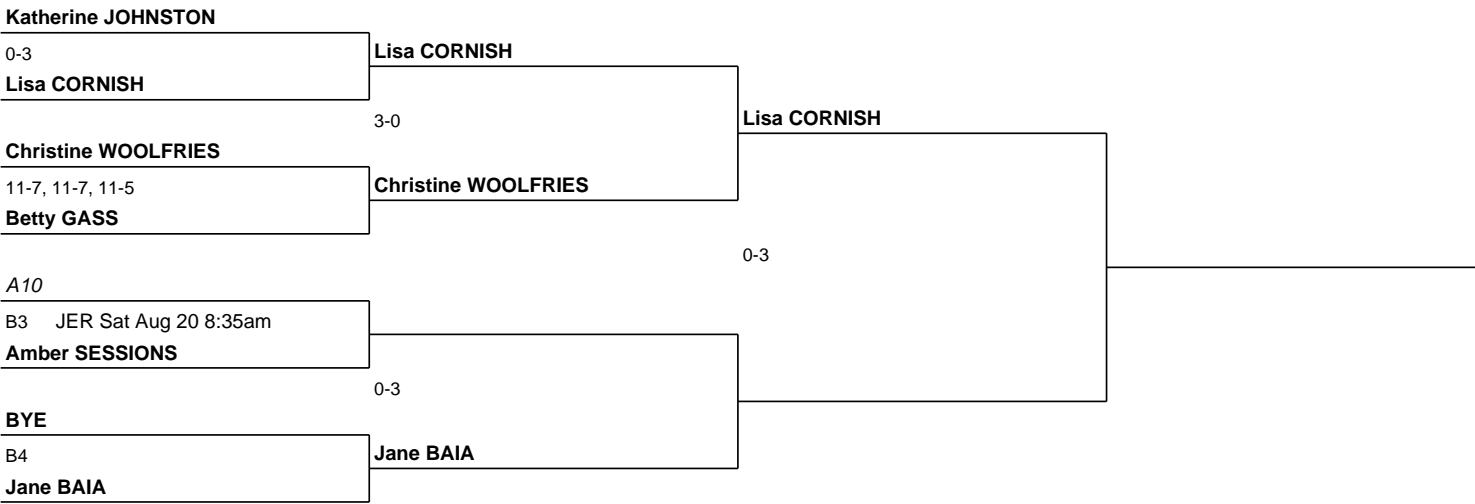 Katherine JOHNSTON
0-3
Lisa CORNISH
Lisa CORNISH
3-0
Lisa CORNISH
Christine WOOLFRIES
11-7, 11-7, 11-5
Christine WOOLFRIES
Betty GASS
0-3
A10
B3 JER Sat Aug 20 8:35am
Amber SESSIONS
0-3
BYE
B4
Jane BAIA
Jane BAIA